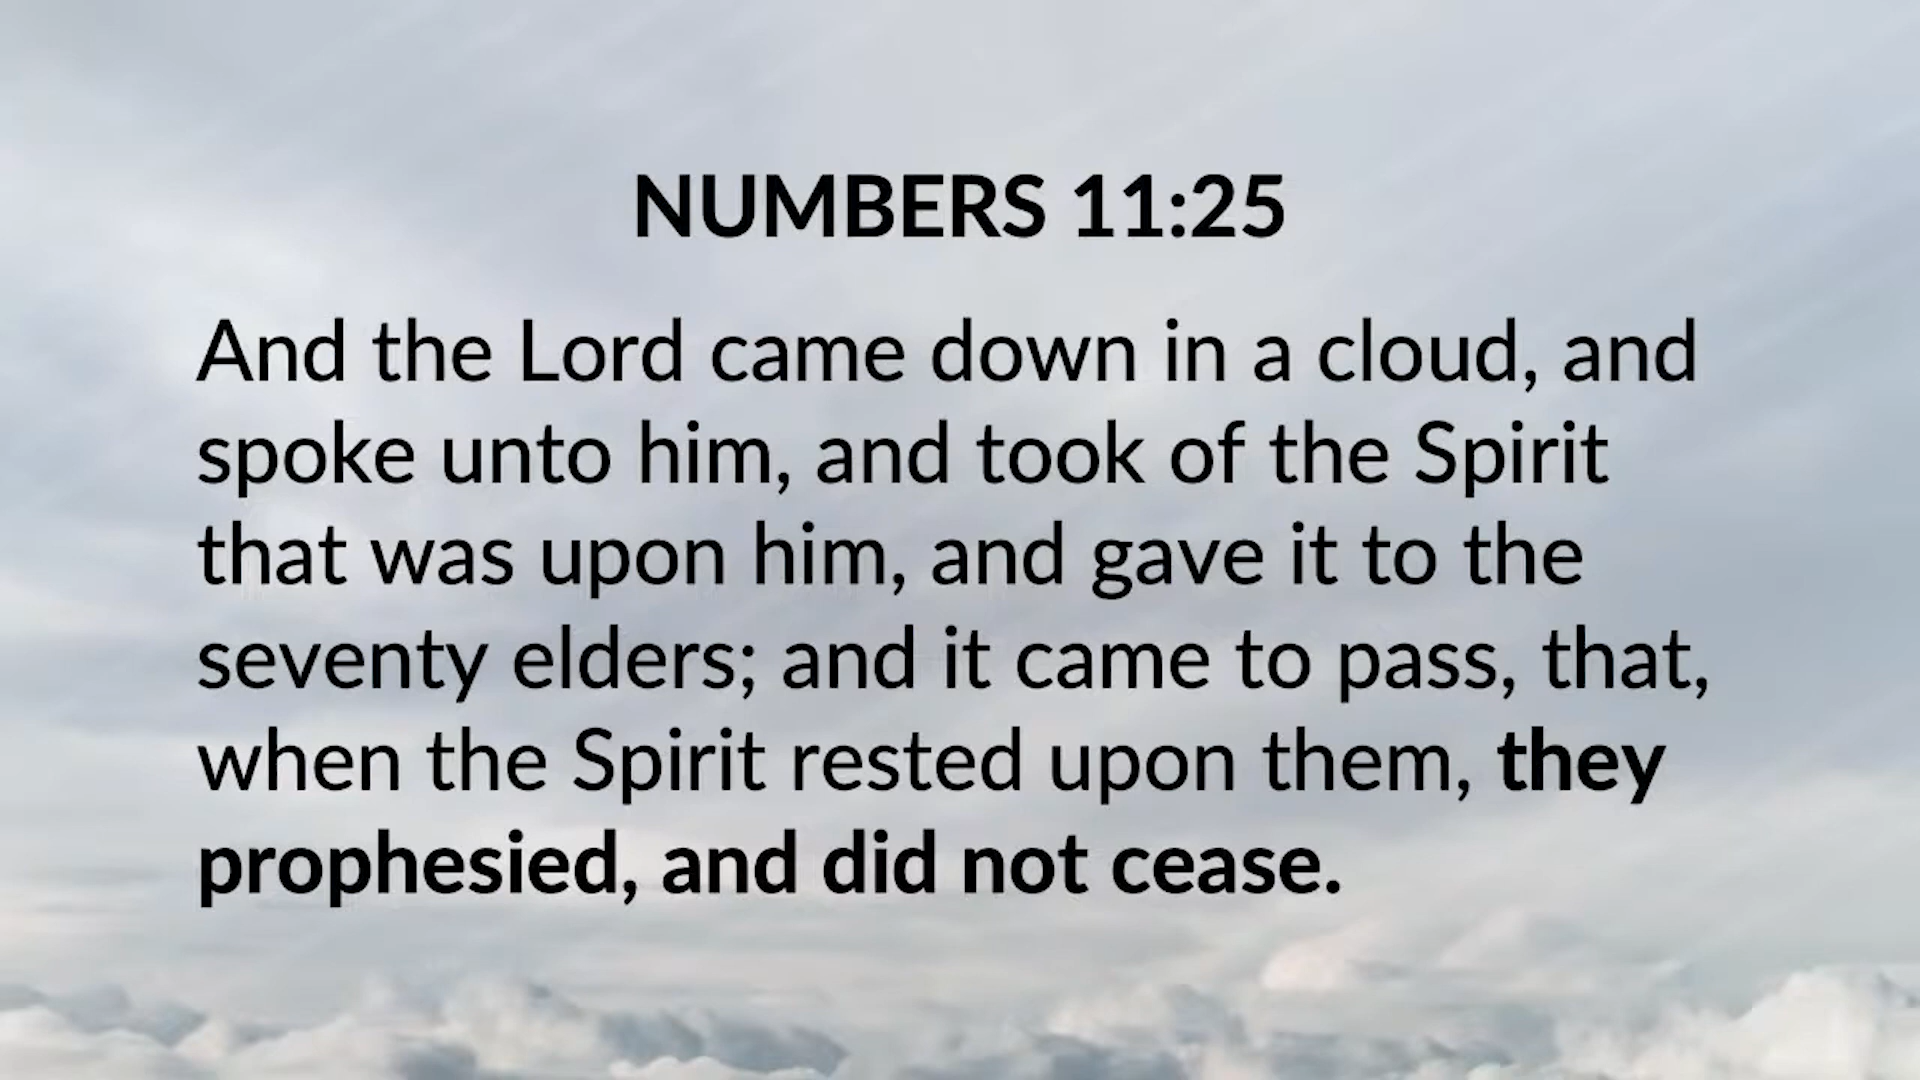 NUMBERS 11:25
And the Lord came down in a cloud, and
spoke unto him, and took of the Spirit
that was upon him, and gave it to the
seventy elders; and it came to pass, that,
when the Spirit rested upon them, they
prophesied, and did not cease.